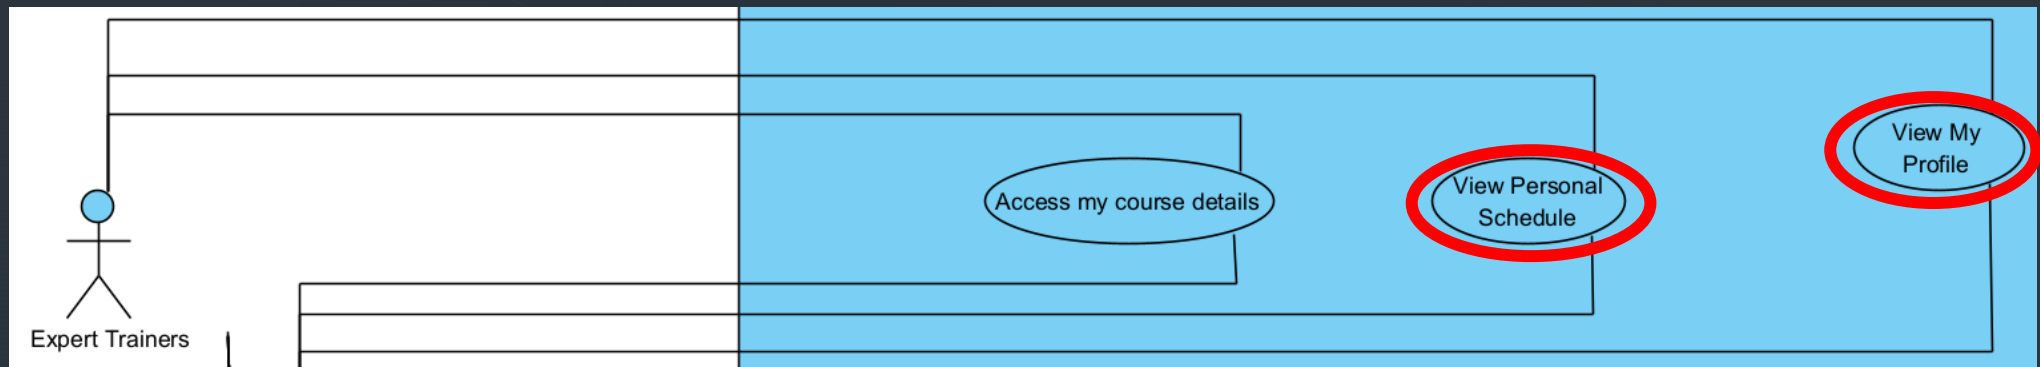 View My
Profile
View Personal
Schedule
Access my course details
Expert Trainers